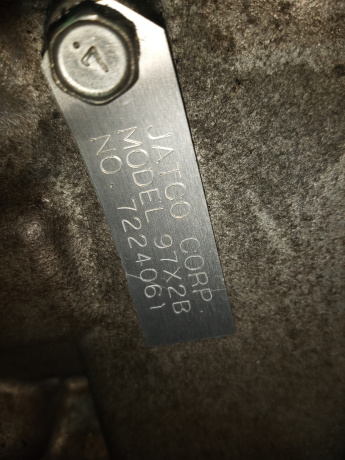 JATCO CORP.
MODEL 97X2B
NO. 7224061